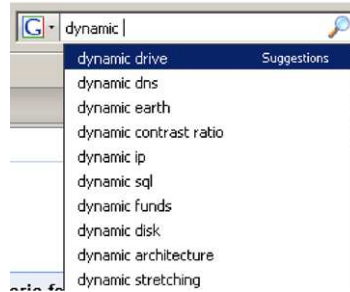 G dynamic
dynamic drive Suggestions
dynamic dns
dynamic earth
dynamic contrast ratio
dynamic ip
dynamic sql
dynamic funds
dynamic disk
dynamic architecture
dynamic stretching